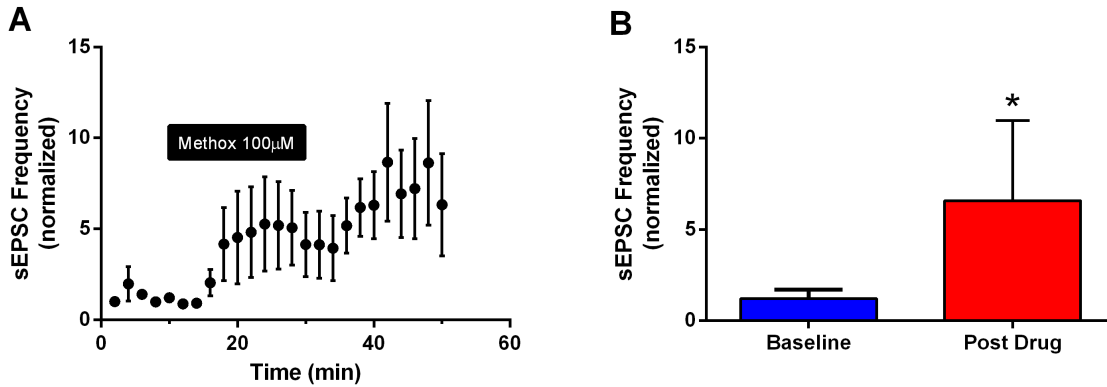 A
15
10
5
0
sEPSC Frequency
(normalized)
Methox 100μM
0
20
40
60
Time (min)
B
15
10
5
0
sEPSC Frequency
(normalized)
*
Baseline
Post Drug